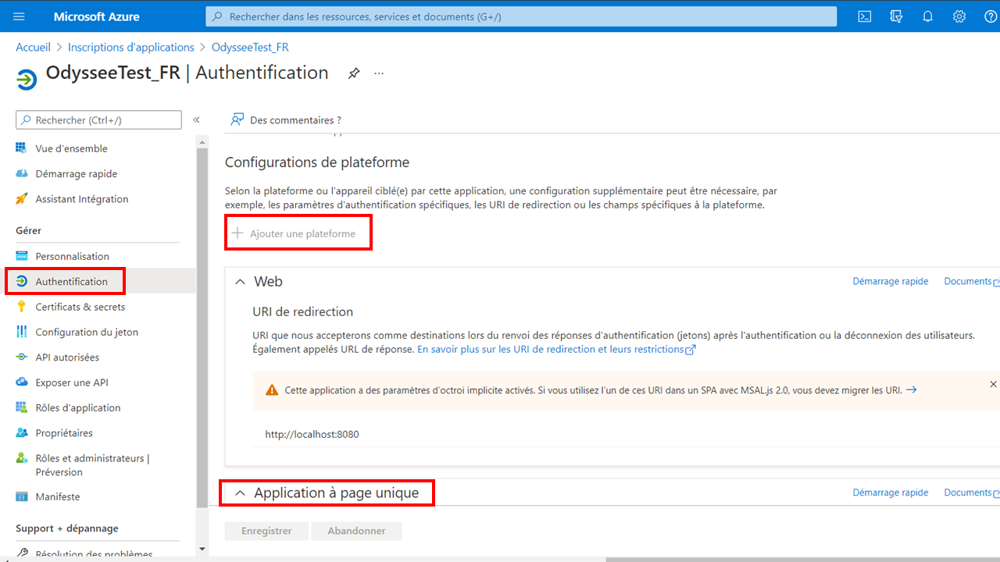 Microsoft Azure
Rechercher dans les ressources, services et documents (G+/)
Accueil > Inscriptions d'applications > OdysseeTest_FR
OdysseeTest_FR | Authentification
Rechercher (Ctrl+/)
Vue d'ensemble
Démarrage rapide
Assistant Intégration
Gérer
Personnalisation
Authentification
Certificats & secrets
Configuration du jeton
API autorisées
Exposer une API
Rôles d'application
Propriétaires
Rôles et administrateurs |
Préversion
Manifeste
Support + dépannage
Résolution des problèmes
Des commentaires ?
Configurations de plateforme
Selon la plateforme ou l'appareil ciblé(e) par cette application, une configuration supplémentaire peut être nécessaire, par
exemple, les paramètres d'authentification spécifiques, les URI de redirection ou les champs spécifiques à la plateforme.
Ajouter une plateforme
Web
Démarrage rapide
Documents
URI de redirection
URI que nous accepterons comme destinations lors du renvoi des réponses d'authentification (jetons) après l'authentification ou la déconnexion des utilisateurs.
Également appelés URL de réponse. En savoir plus sur les URI de redirection et leurs restrictions
Cette application a des paramètres d'octroi implicite activés. Si vous utilisez l'un de ces URI dans un SPA avec MSAL.js 2.0, vous devez migrer les URI.
http://localhost:8080
Application à page unique
Démarrage rapide
Documents
Enregistrer
Abandonner